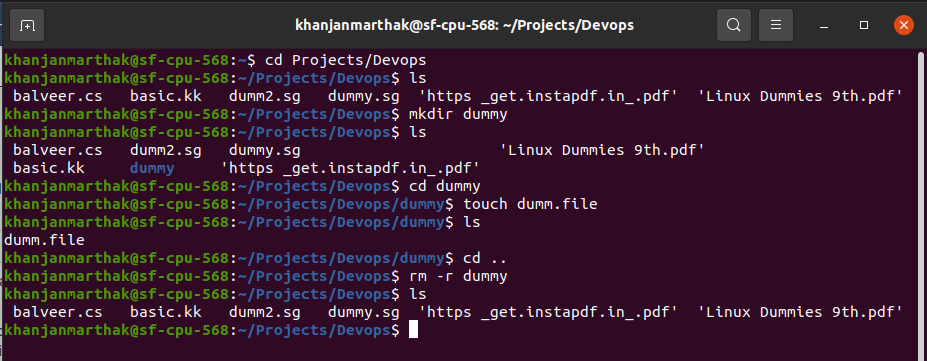 khanjanmarthak@sf-cpu-568: ~/Projects/Devops
khanjanmarthak@sf-cpu-568:~$ cd Projects/Devops
khanjanmarthak@sf-cpu-568:~/Projects/Devops$ ls
balveer.cs   basic.kk   dumm2.sg   dummy.sg  'https _get.instapdf.in_.pdf'  'Linux Dummies 9th.pdf'
khanjanmarthak@sf-cpu-568:~/Projects/Devops$ mkdir dummy
khanjanmarthak@sf-cpu-568:~/Projects/Devops$ ls
balveer.cs   dumm2.sg   dummy.sg                      'Linux Dummies 9th.pdf'
basic.kk     dummy     'https _get.instapdf.in_.pdf'
khanjanmarthak@sf-cpu-568:~/Projects/Devops$ cd dummy
khanjanmarthak@sf-cpu-568:~/Projects/Devops/dummy$ touch dumm.file
khanjanmarthak@sf-cpu-568:~/Projects/Devops/dummy$ ls
dumm.file
khanjanmarthak@sf-cpu-568:~/Projects/Devops/dummy$ cd ..
khanjanmarthak@sf-cpu-568:~/Projects/Devops$ rm -r dummy
khanjanmarthak@sf-cpu-568:~/Projects/Devops$ ls
balveer.cs   basic.kk   dumm2.sg   dummy.sg  'https _get.instapdf.in_.pdf'  'Linux Dummies 9th.pdf'
khanjanmarthak@sf-cpu-568:~/Projects/Devops$